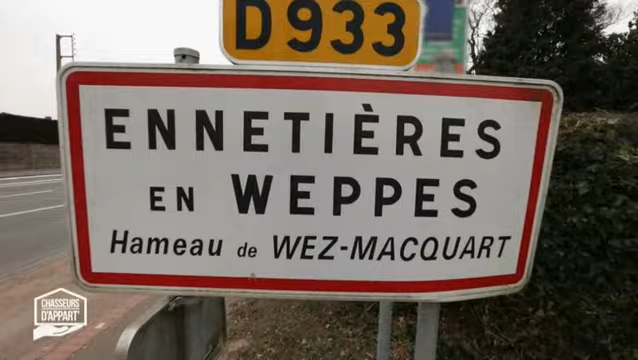 D933
ENNETIÈRES
EN WEPPES
Hameau de WEZ-MACQUART
CHASSEURS
D'APPART'